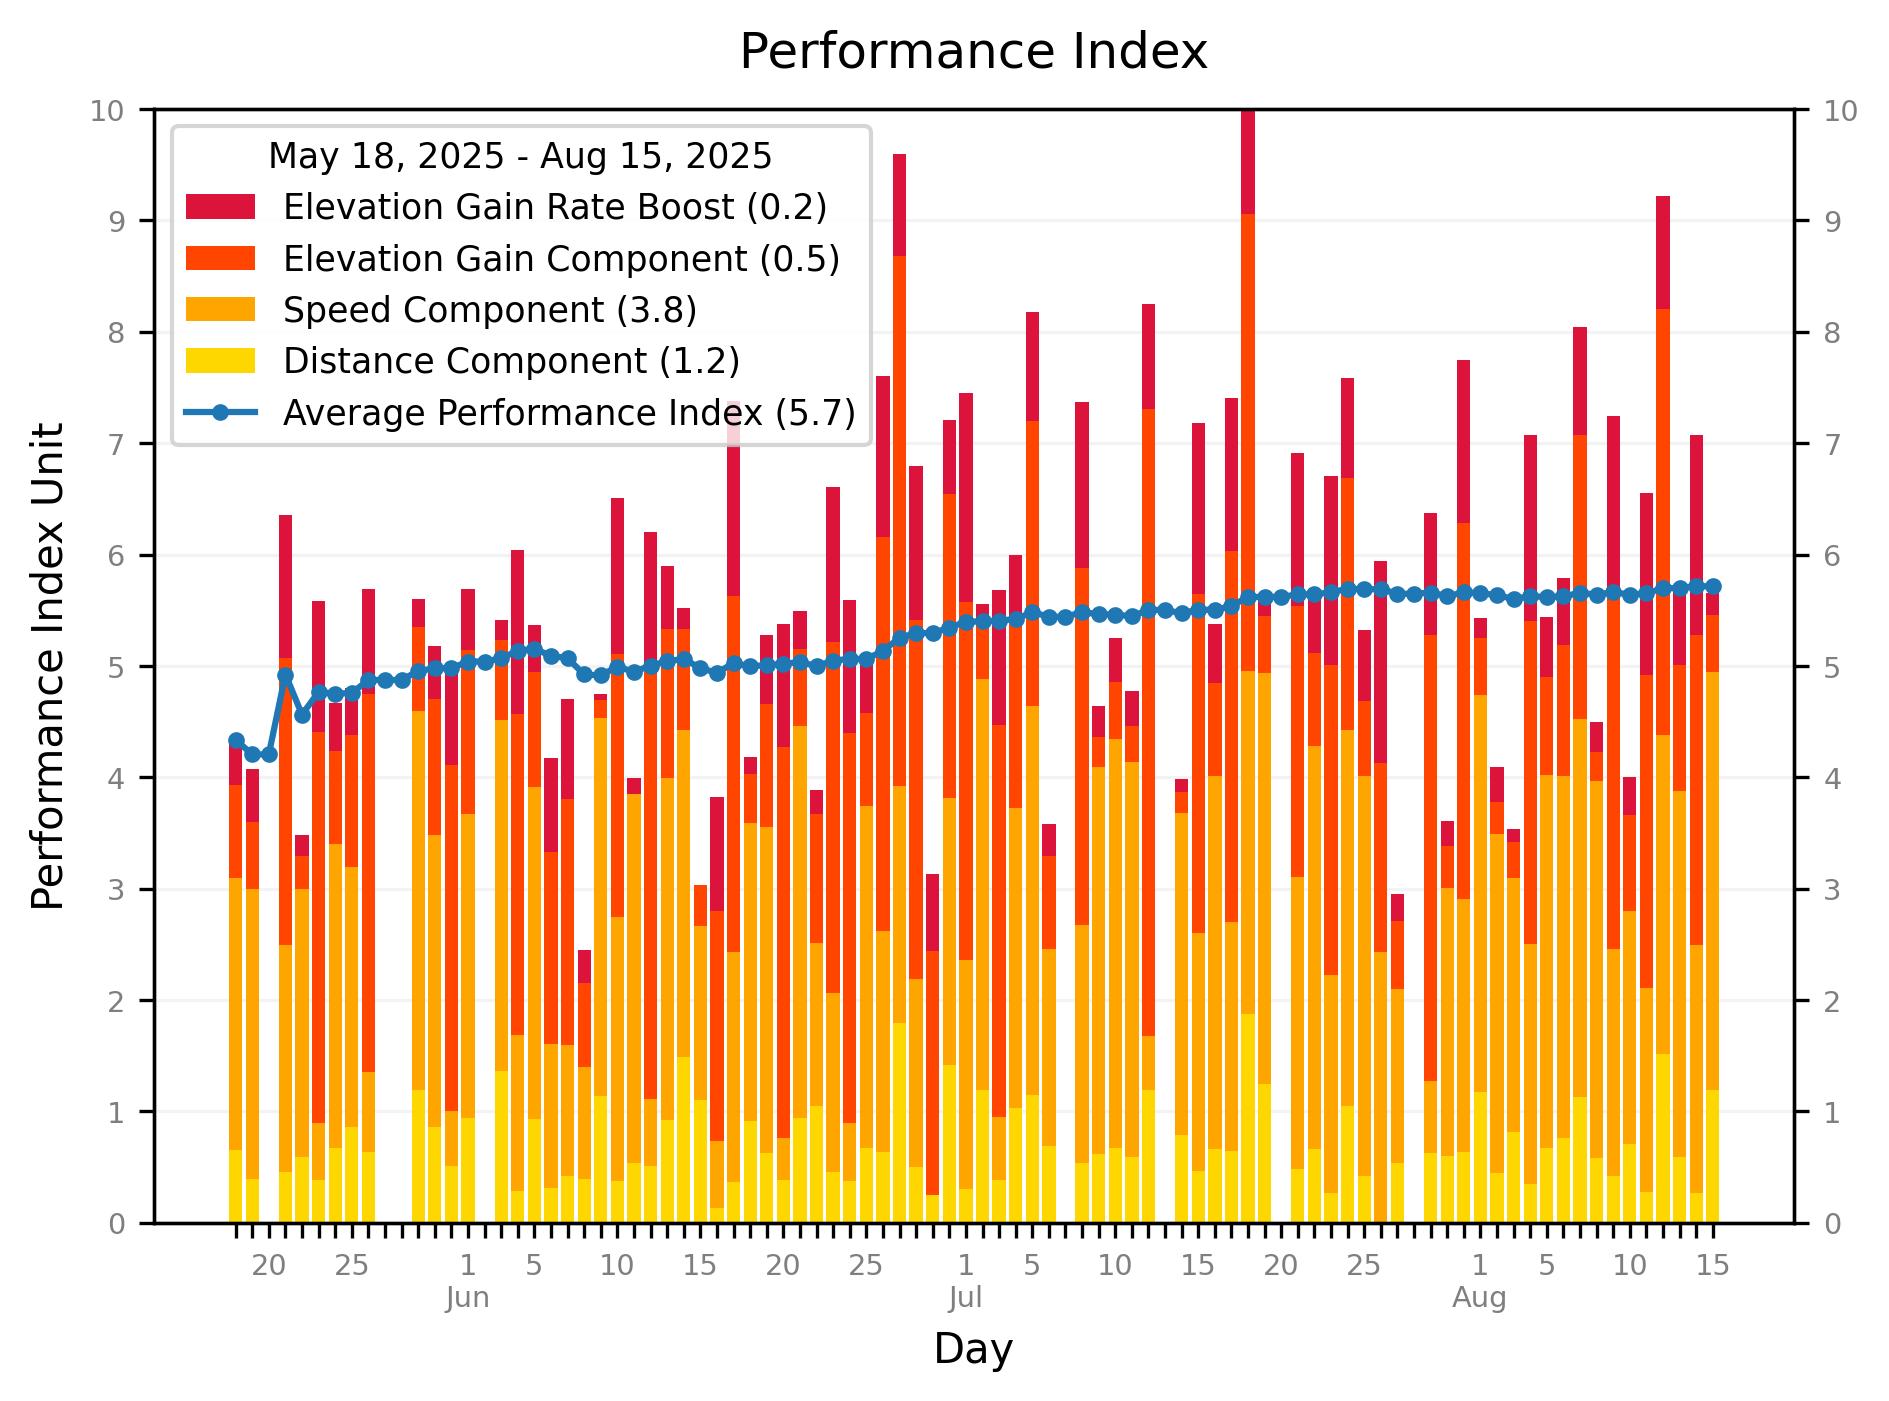 Performance Index
May 18, 2025 - Aug 15, 2025
Elevation Gain Rate Boost (0.2)
Elevation Gain Component (0.5)
Speed Component (3.8)
Distance Component (1.2)
Average Performance Index (5.7)
Performance Index Unit
10
9
8
7
6
5
4
3
2
1
0
10
9
8
7
6
5
4
3
2
1
0
20 25 1 5 10 15 20 25 1 5 10 15 20 25 1 5 10 15
Jun Jul Aug
Day